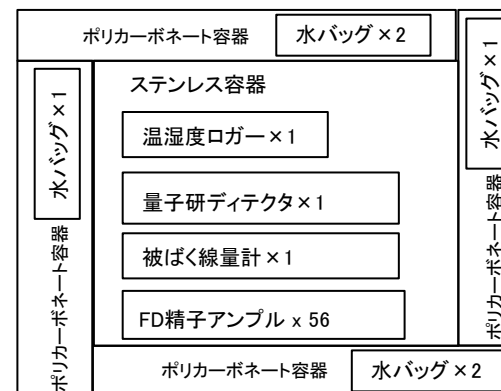 ポリカーボネート容器
水バッグ×2
水バッグ×1
ポリカーボネート容器
ステンレス容器
温湿度ロガー×1
量子研ディテクタ×1
被ばく線量計×1
FD精子アンプル x 56
水バッグ×1
ポリカーボネート容器
ポリカーボネート容器
水バッグ×2